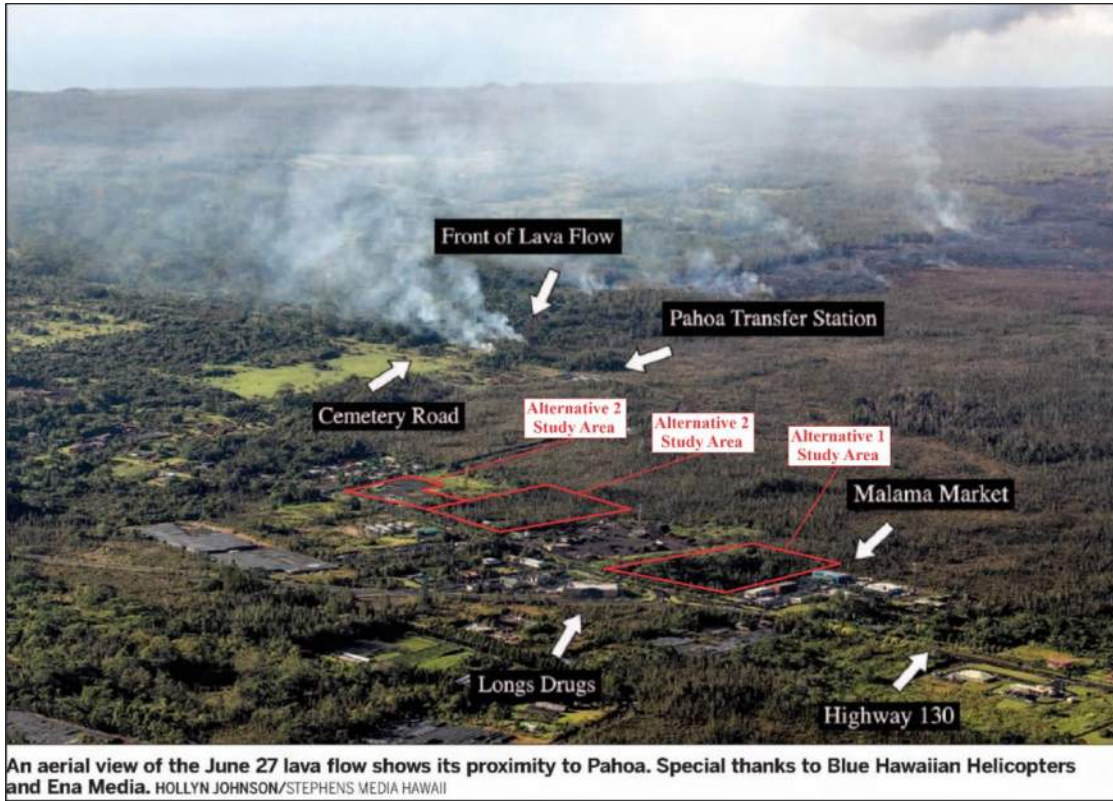 Front of Lava Flow
Pahoa Transfer Station
Cemetery Road
Alternative 2
Study Area
Alternative 2
Study Area
Alternative 1
Study Area
Malama Market
Longs Drugs
Highway 130
An aerial view of the June 27 lava flow shows its proximity to Pahoa. Special thanks to Blue Hawaiian Helicopters
and Ena Media. HOLLYN JOHNSON/STEPHENS MEDIA HAWAII